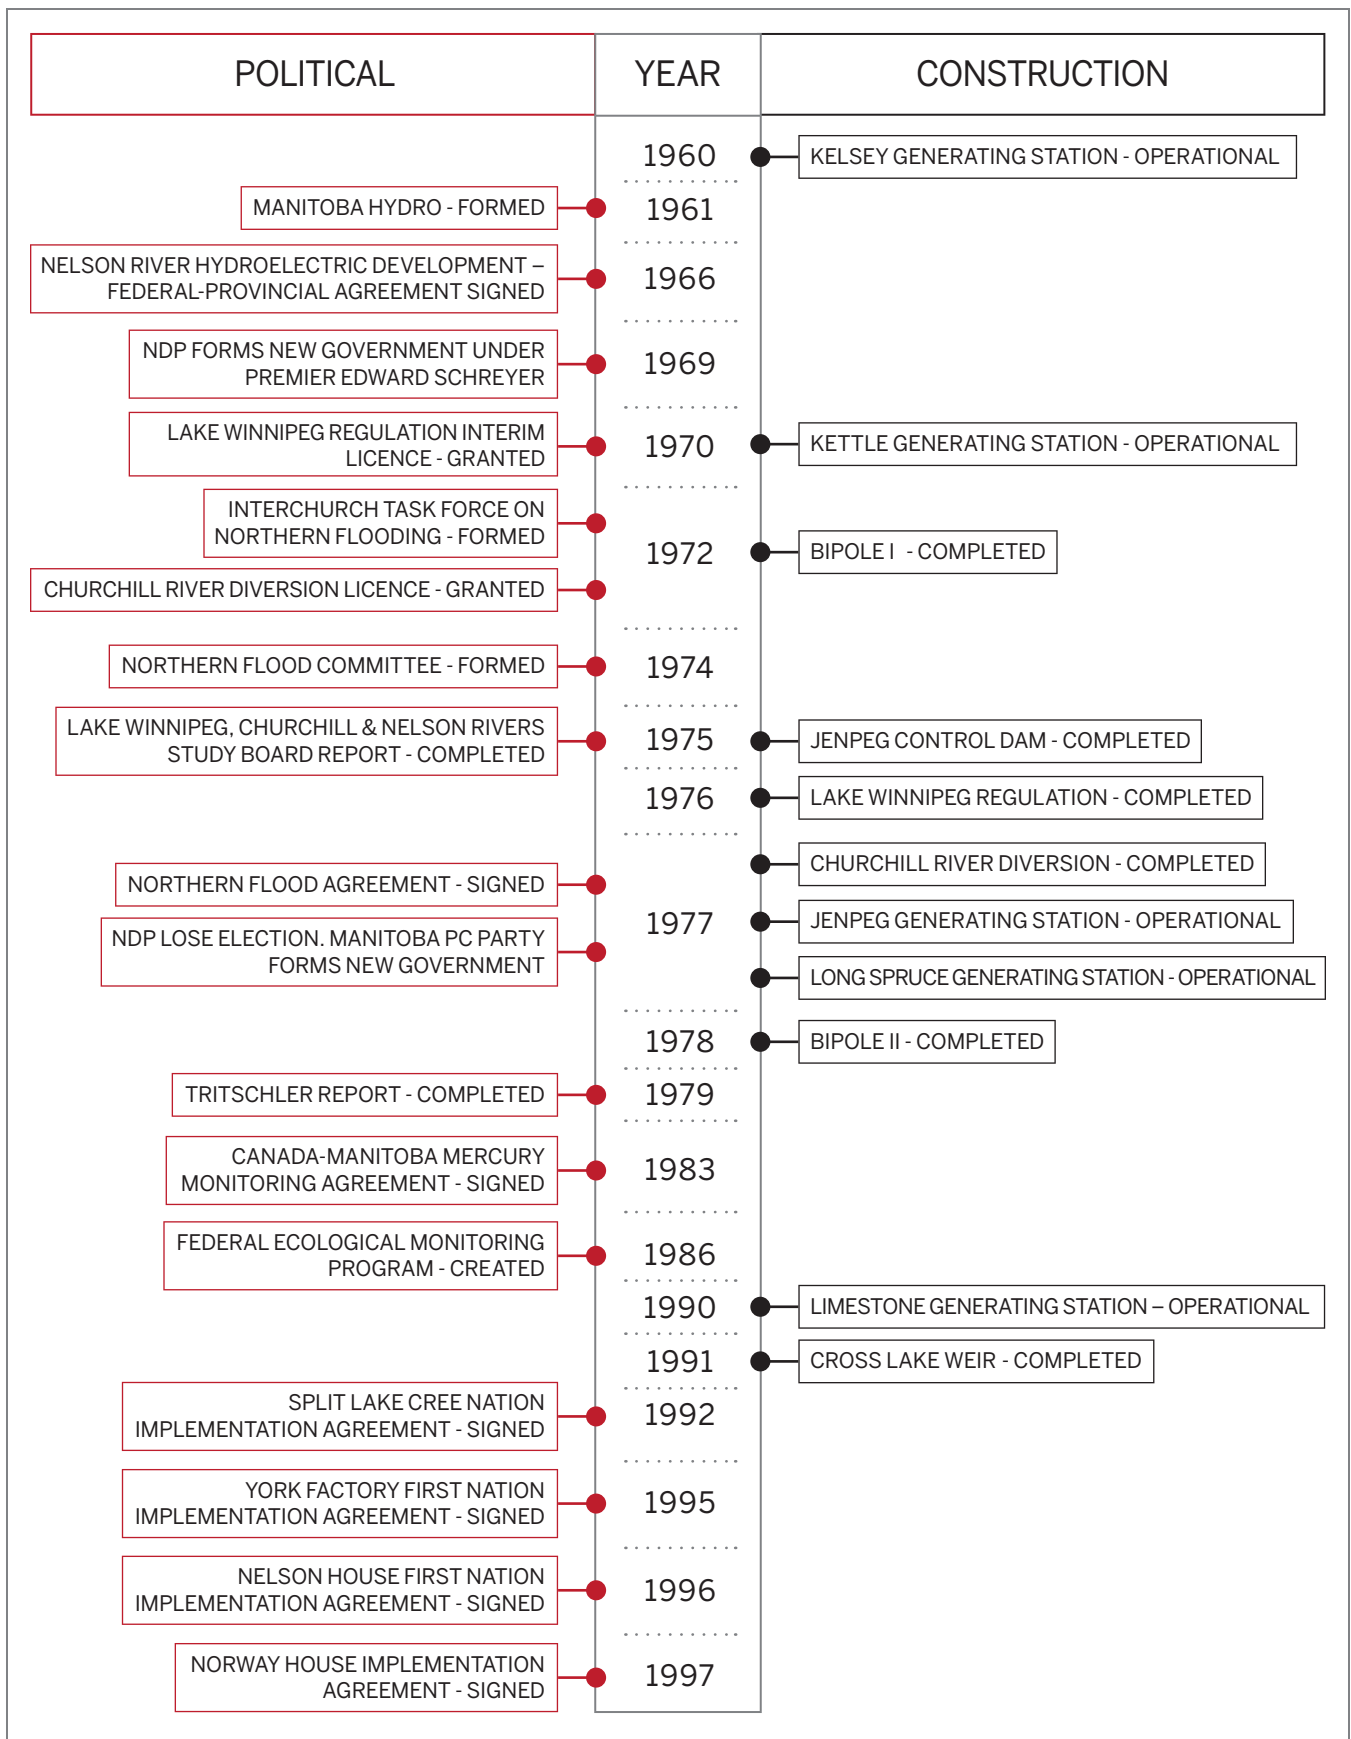 POLITICAL
YEAR
CONSTRUCTION
1960
KELSEY GENERATING STATION - OPERATIONAL
MANITOBA HYDRO - FORMED
1961
NELSON RIVER HYDROELECTRIC DEVELOPMENT –
FEDERAL-PROVINCIAL AGREEMENT SIGNED
1966
NDP FORMS NEW GOVERNMENT UNDER
PREMIER EDWARD SCHREYER
1969
LAKE WINNIPEG REGULATION INTERIM
LICENCE - GRANTED
1970
KETTLE GENERATING STATION - OPERATIONAL
INTERCHURCH TASK FORCE ON
NORTHERN FLOODING - FORMED
CHURCHILL RIVER DIVERSION LICENCE - GRANTED
1972
BIPOLE I - COMPLETED
NORTHERN FLOOD COMMITTEE - FORMED
1974
LAKE WINNIPEG, CHURCHILL & NELSON RIVERS
STUDY BOARD REPORT - COMPLETED
1975
JENPEG CONTROL DAM - COMPLETED
1976
LAKE WINNIPEG REGULATION - COMPLETED
NORTHERN FLOOD AGREEMENT - SIGNED
NDP LOSE ELECTION. MANITOBA PC PARTY
FORMS NEW GOVERNMENT
1977
CHURCHILL RIVER DIVERSION - COMPLETED
JENPEG GENERATING STATION - OPERATIONAL
LONG SPRUCE GENERATING STATION - OPERATIONAL
1978
BIPOLE II - COMPLETED
TRITSCHLER REPORT - COMPLETED
1979
CANADA-MANITOBA MERCURY
MONITORING AGREEMENT - SIGNED
1983
FEDERAL ECOLOGICAL MONITORING
PROGRAM - CREATED
1986
1990
LIMESTONE GENERATING STATION – OPERATIONAL
1991
CROSS LAKE WEIR - COMPLETED
SPLIT LAKE CREE NATION
IMPLEMENTATION AGREEMENT - SIGNED
1992
YORK FACTORY FIRST NATION
IMPLEMENTATION AGREEMENT - SIGNED
1995
NELSON HOUSE FIRST NATION
IMPLEMENTATION AGREEMENT - SIGNED
1996
NORWAY HOUSE IMPLEMENTATION
AGREEMENT - SIGNED
1997